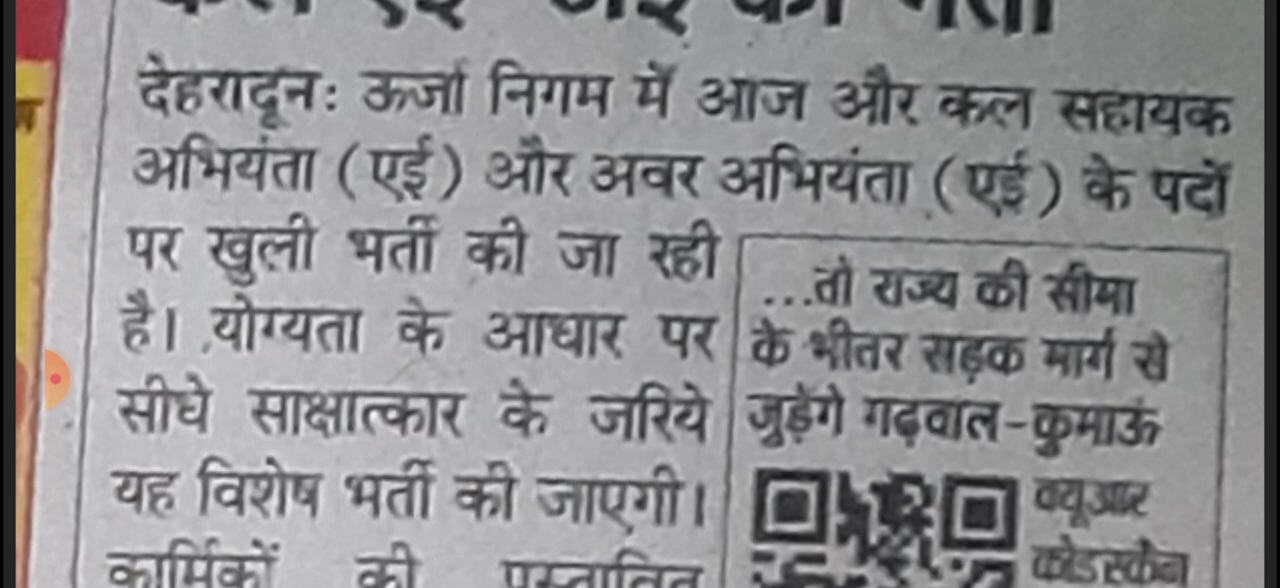 देहरादून: ऊर्जा निगम में आज और कल सहायक
अभियंता (एई) और अवर अभियंता (एई) के पदों
पर खुली भर्ती की जा रही
है। योग्यता के आधार पर
सीधे साक्षात्कार के जरिये
यह विशेष भर्ती की जाएगी।
कार्मिकों की प्रस्तावित
...तो राज्य की सीमा
के भीतर सड़क मार्ग से
जुड़ेंगे गढ़वाल-कुमाऊं
क्यूआर
कोड स्कैन